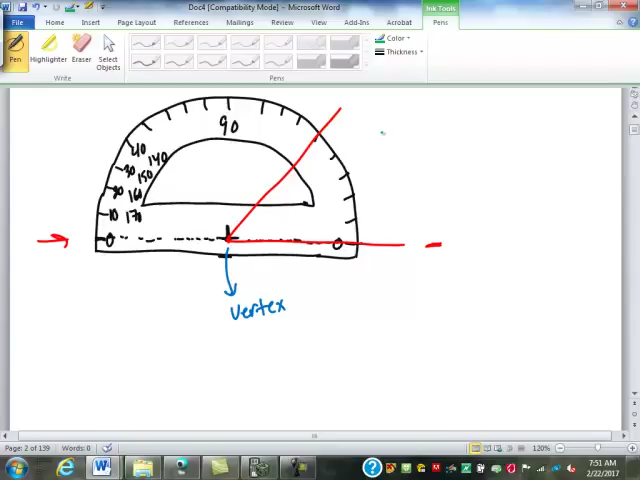 Doc4 [Compatibility Mode] - Microsoft Word
Ink Tools
File Home Insert Page Layout References Mailings Review View Add-Ins Acrobat Pens
Pen Highlighter Eraser Select Objects
Color
Thickness
Write Pens
90
40 140
30 150
20 160
10 170
0 0
vertex
Page: 2 of 139 Words: 0 120%
7:51 AM
2/22/2017